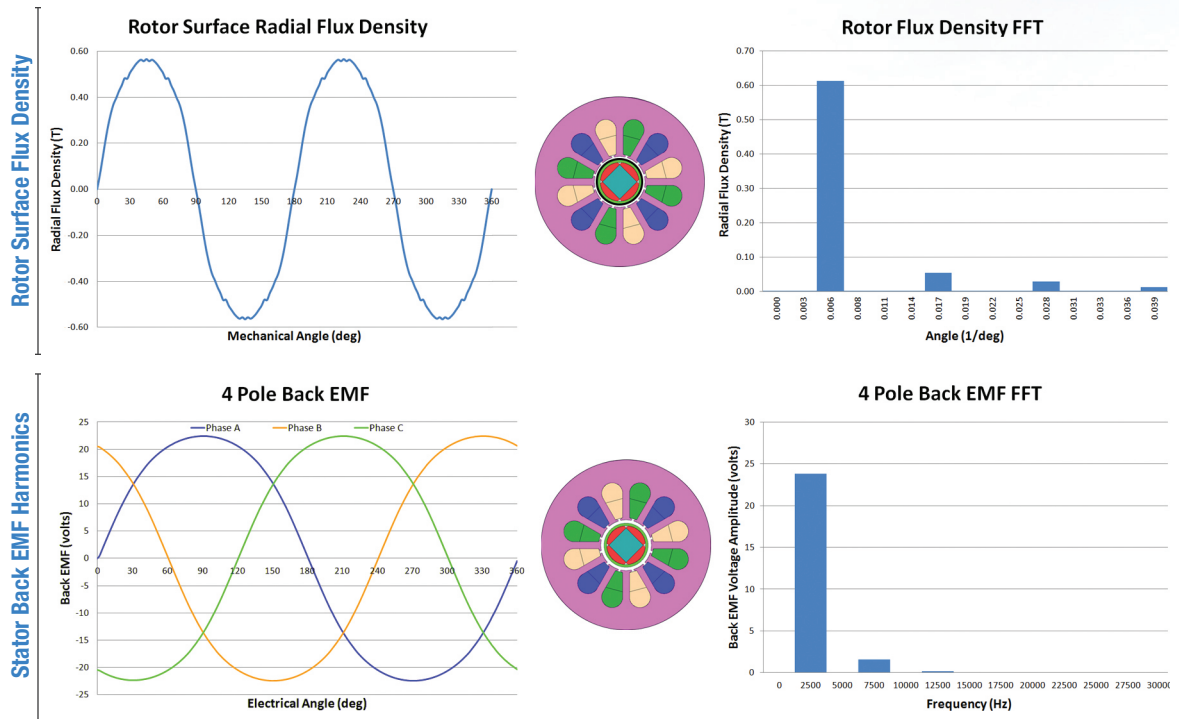 Rotor Surface Flux Density
Rotor Surface Radial Flux Density
Radial Flux Density (T)
0.60
0.40
0.20
0.00
-0.20
-0.40
-0.60
0 30 60 90 120 150 180 210 240 270 300 330 360
Mechanical Angle (deg)
Rotor Flux Density FFT
Radial Flux Density (T)
0.70
0.60
0.50
0.40
0.30
0.20
0.10
0.00
0.000 0.003 0.006 0.008 0.011 0.014 0.017 0.019 0.022 0.025 0.028 0.031 0.033 0.036 0.039
Angle (1/deg)
Stator Back EMF Harmonics
4 Pole Back EMF
Back EMF (volts)
Phase A Phase B Phase C
25
20
15
10
5
0
-5
-10
-15
-20
-25
0 30 60 90 120 150 180 210 240 270 300 330 360
Electrical Angle (deg)
4 Pole Back EMF FFT
Back EMF Voltage Amplitude (volts)
30
25
20
15
10
5
0
0 2500 5000 7500 10000 12500 15000 17500 20000 22500 25000 27500 30000
Frequency (Hz)